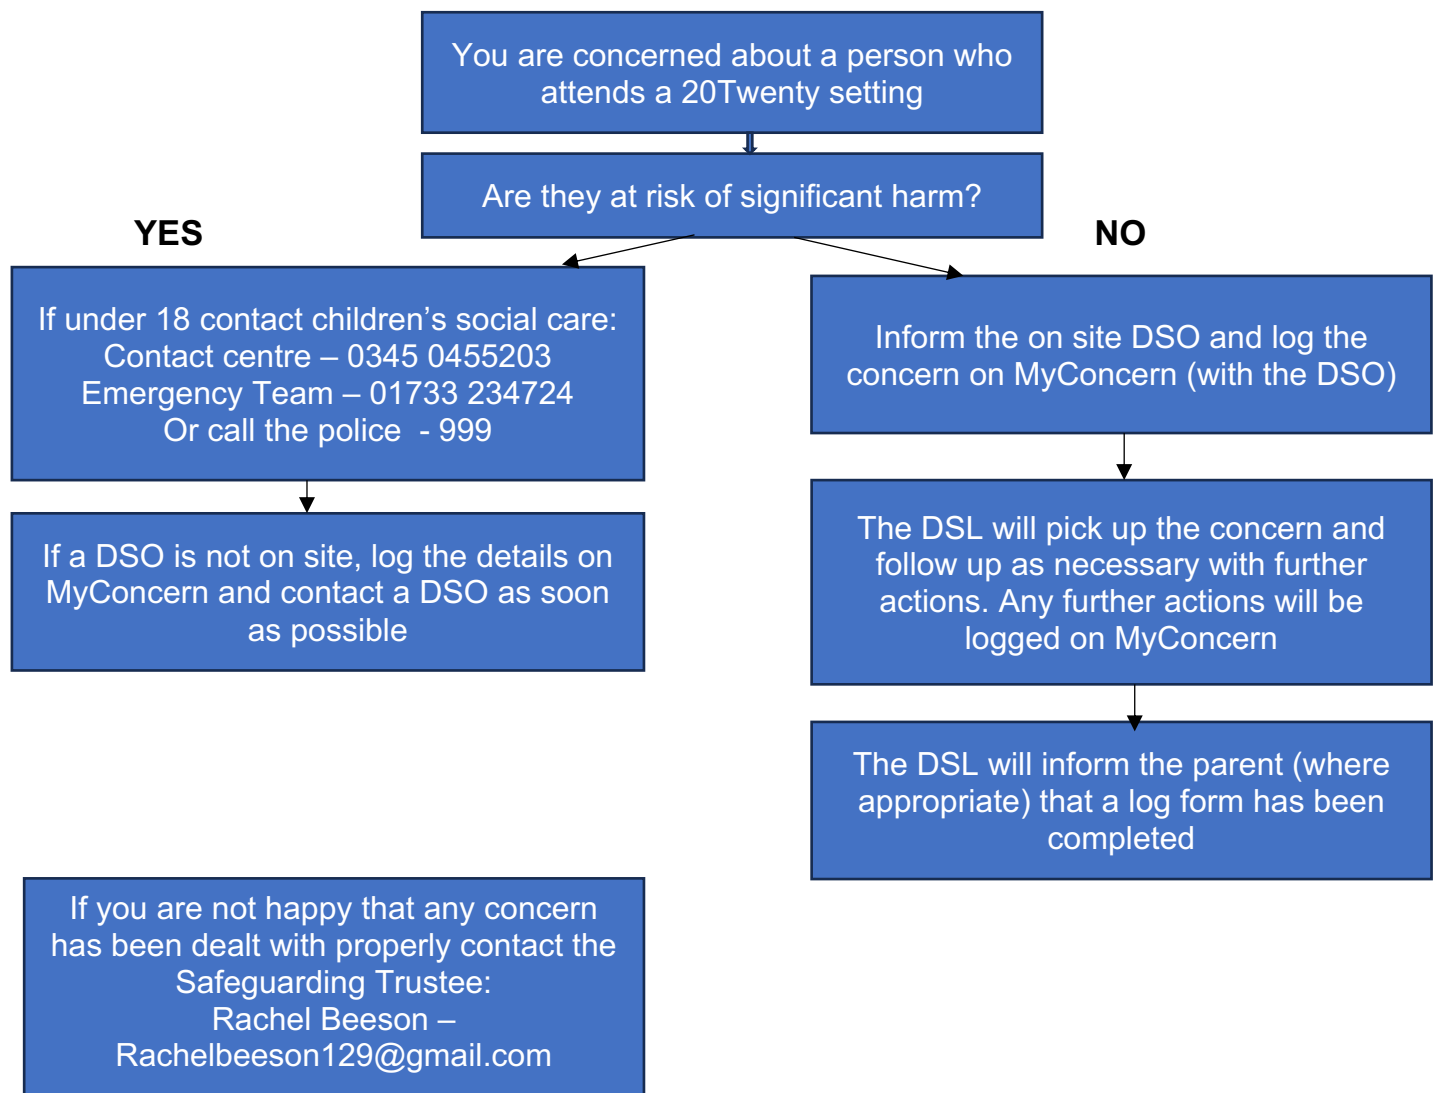 You are concerned about a person who
attends a 20Twenty setting
Are they at risk of significant harm?
YES
NO
If under 18 contact children’s social care:
Contact centre – 0345 0455203
Emergency Team – 01733 234724
Or call the police  - 999
If a DSO is not on site, log the details on
MyConcern and contact a DSO as soon
as possible
Inform the on site DSO and log the
concern on MyConcern (with the DSO)
The DSL will pick up the concern and
follow up as necessary with further
actions. Any further actions will be
logged on MyConcern
The DSL will inform the parent (where
appropriate) that a log form has been
completed
If you are not happy that any concern
has been dealt with properly contact the
Safeguarding Trustee:
Rachel Beeson –
Rachelbeeson129@gmail.com